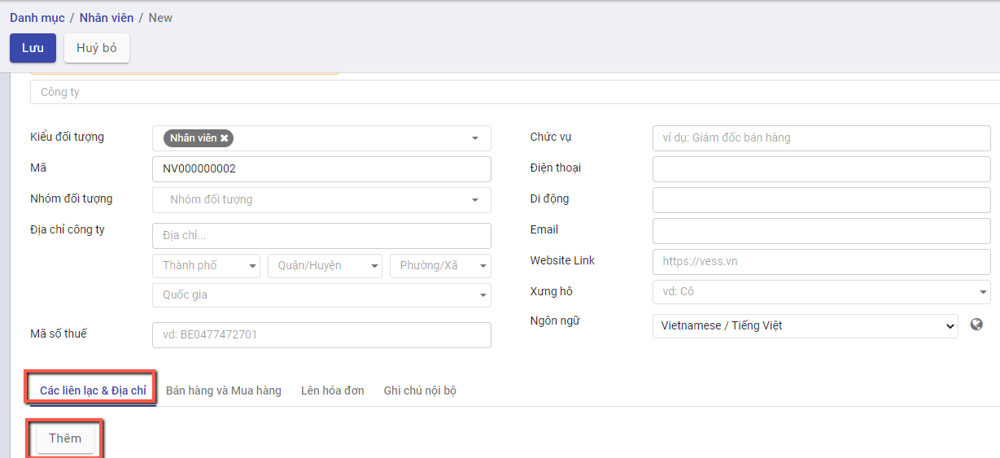 Danh mục / Nhân viên / New
Lưu Huỷ bỏ
Công ty
Kiểu đối tượng Nhân viên ✖
Mã NV000000002
Nhóm đối tượng Nhóm đối tượng
Địa chỉ công ty Địa chỉ...
Thành phố Quận/Huyện Phường/Xã
Quốc gia
Mã số thuế vd: BE0477472701
Chức vụ ví dụ: Giám đốc bán hàng
Điện thoại
Di động
Email
Website Link https://vess.vn
Xưng hô vd: Cô
Ngôn ngữ Vietnamese / Tiếng Việt
Các liên lạc & Địa chỉ Bán hàng và Mua hàng Lên hóa đơn Ghi chú nội bộ
Thêm